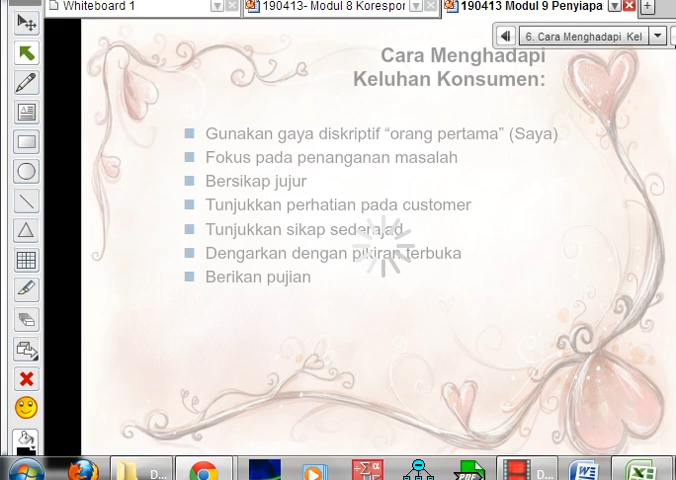 Whiteboard 1
190413- Modul 8 Korespor
190413 Modul 9 Penyiapa
6. Cara Menghadapi Kel
Cara Menghadapi
Keluhan Konsumen:
Gunakan gaya diskriptif “orang pertama” (Saya)
Fokus pada penanganan masalah
Bersikap jujur
Tunjukkan perhatian pada customer
Tunjukkan sikap sederajad
Dengarkan dengan pikiran terbuka
Berikan pujian
D...
D...